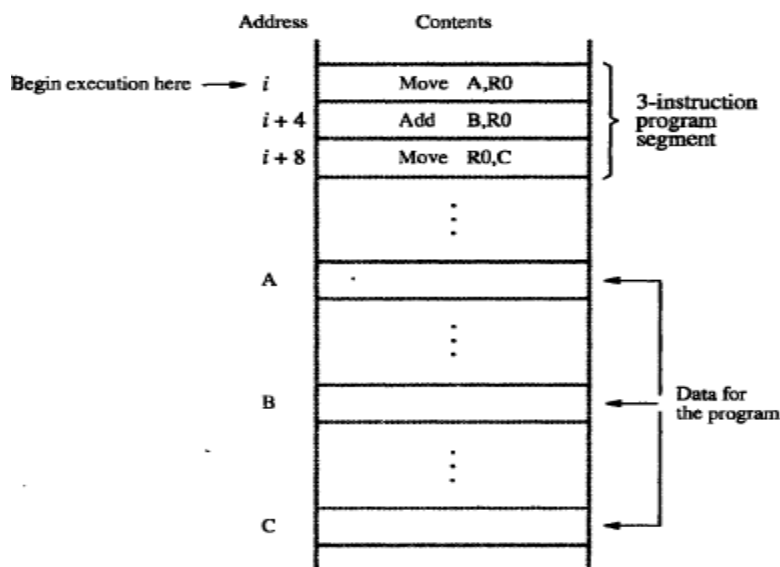 Address Contents
Begin execution here i Move A,R0
i + 4 Add B,R0
i + 8 Move R0,C
3-instruction
program
segment
A
B
Data for
the program
C